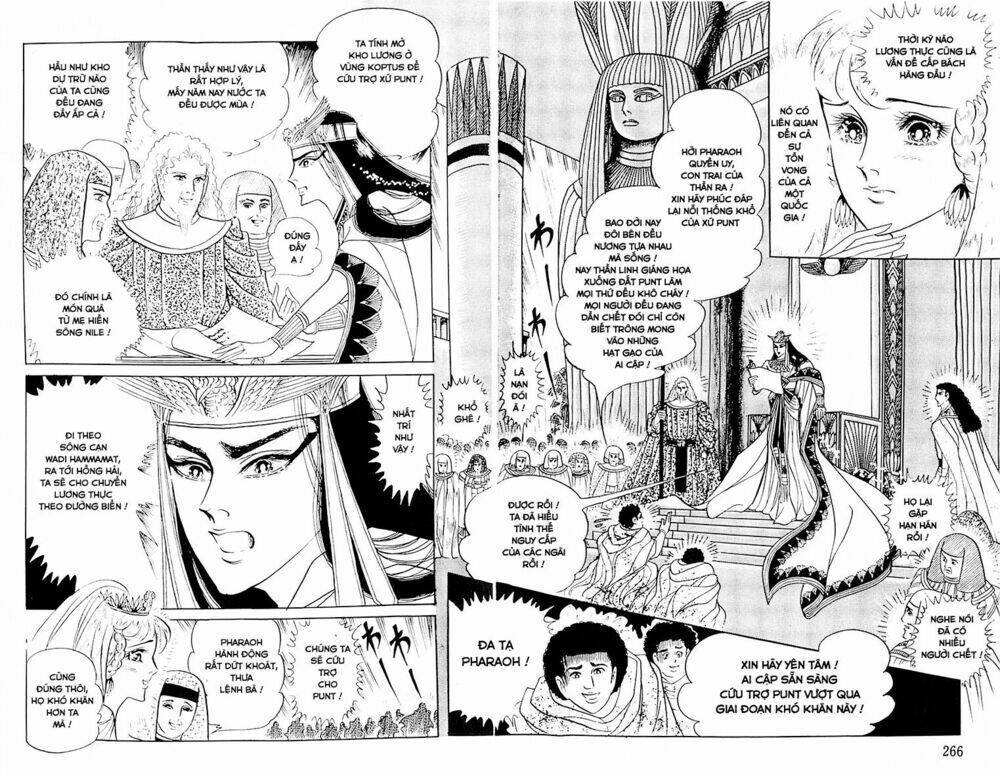 THỜI KỲ NÀO
LƯƠNG THỰC CŨNG LÀ
VẤN ĐỀ CẤP BÁCH
HÀNG ĐẦU !
NÓ CÓ
LIÊN QUAN
ĐẾN CẢ
SỰ
TỒN
VONG
CỦA CẢ
MỘT
QUỐC
GIA !
HỠI PHARAOH
QUYỀN UY,
CON TRAI CỦA
THẦN RA !
XIN HÃY PHÚC ĐÁP
LẠI NỖI THỐNG KHỔ
CỦA XỨ PUNT
BAO ĐỜI NAY
ĐÔI BÊN ĐỀU
NƯƠNG TỰA NHAU
MÀ SỐNG !
NAY THẦN LINH GIÁNG HỌA
XUỐNG ĐẤT PUNT LÀM
MỌI THỨ ĐỀU KHÔ CHÁY !
MỌI NGƯỜI ĐỀU ĐANG
DẦN CHẾT ĐÓI CHỈ CÒN
BIẾT TRÔNG MONG
VÀO NHỮNG
HẠT GẠO CỦA
AI CẬP !
わ
ー
わ
ー
LÀ
NẠN ĐÓI
Ả !
KHỔ
GHÊ !
HỌ LẠI
GẶP
HẠN HÁN
RỒI !
ĐƯỢC RỒI !
TA ĐÃ HIỂU
TÌNH THẾ
NGUY CẤP
CỦA CÁC NGÀI
RỒI !
NGHE NÓI
ĐÃ CÓ
NHIỀU
NGƯỜI CHẾT !
ĐA TẠ
PHARAOH !
XIN HÃY YÊN TÂM !
AI CẬP SẴN SÀNG
CỨU TRỢ PUNT VƯỢT QUA
GIAI ĐOẠN KHÓ KHĂN NÀY !
266
TA TÍNH MỞ
KHO LƯƠNG Ở
VÙNG KOPTUS ĐỂ
CỨU TRỢ XỨ PUNT !
THẦN THẤY NHƯ VẬY LÀ
RẤT HỢP LÝ,
MẤY NĂM NAY NƯỚC TA
ĐỀU ĐƯỢC MÙA !
HẦU NHƯ KHO
DỰ TRỮ NÀO
CỦA TA CŨNG
ĐỀU ĐANG
ĐẦY ẮP CẢ !
ĐÚNG
ĐẤY
Ạ !
ĐÓ CHÍNH LÀ
MÓN QUÀ
TỪ MẸ HIỀN
SÔNG NILE !
NHẤT
TRÍ
NHƯ
VẬY !
ĐI THEO
SÔNG CẠN
WADI HAMMAMAT,
RA TỚI HỒNG HẢI,
TA SẼ CHO CHUYỂN
LƯƠNG THỰC
THEO ĐƯỜNG BIỂN !
わ
ー
わ
ー
CHÚNG TA
SẼ CỨU
TRỢ
CHO
PUNT !
PHARAOH
HÀNH ĐỘNG
RẤT DỨT KHOÁT,
THƯA
LỆNH BÀ !
CŨNG
ĐÚNG THÔI,
HỌ KHÓ KHĂN
HƠN TA
MÀ !